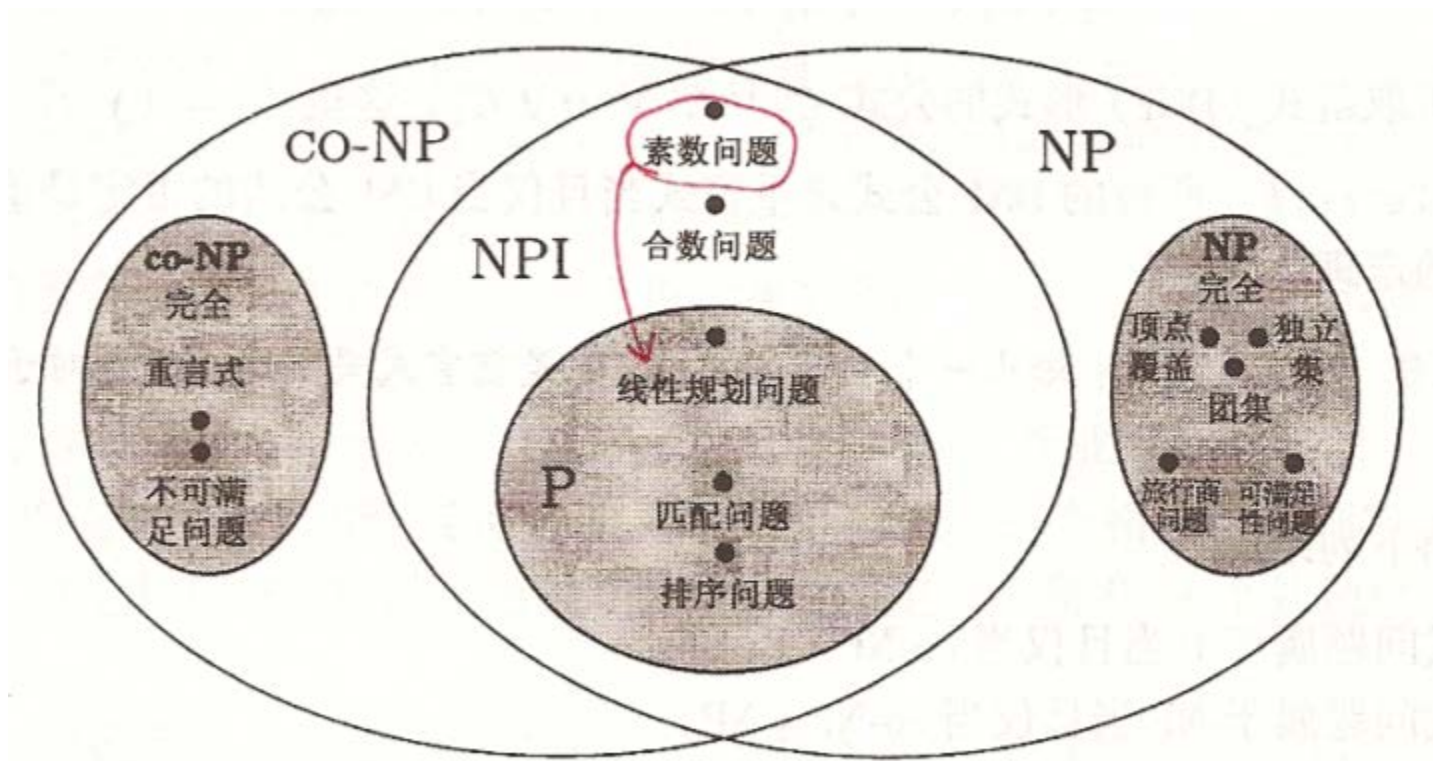 素数问题
CO-NP
NP
合数问题
NPI
co-NP
完全
重言式
不可满
足问题
NP
完全
顶点
覆盖
独立
集
团集
旅行商
问题
可满足
性问题
线性规划问题
P
匹配问题
排序问题